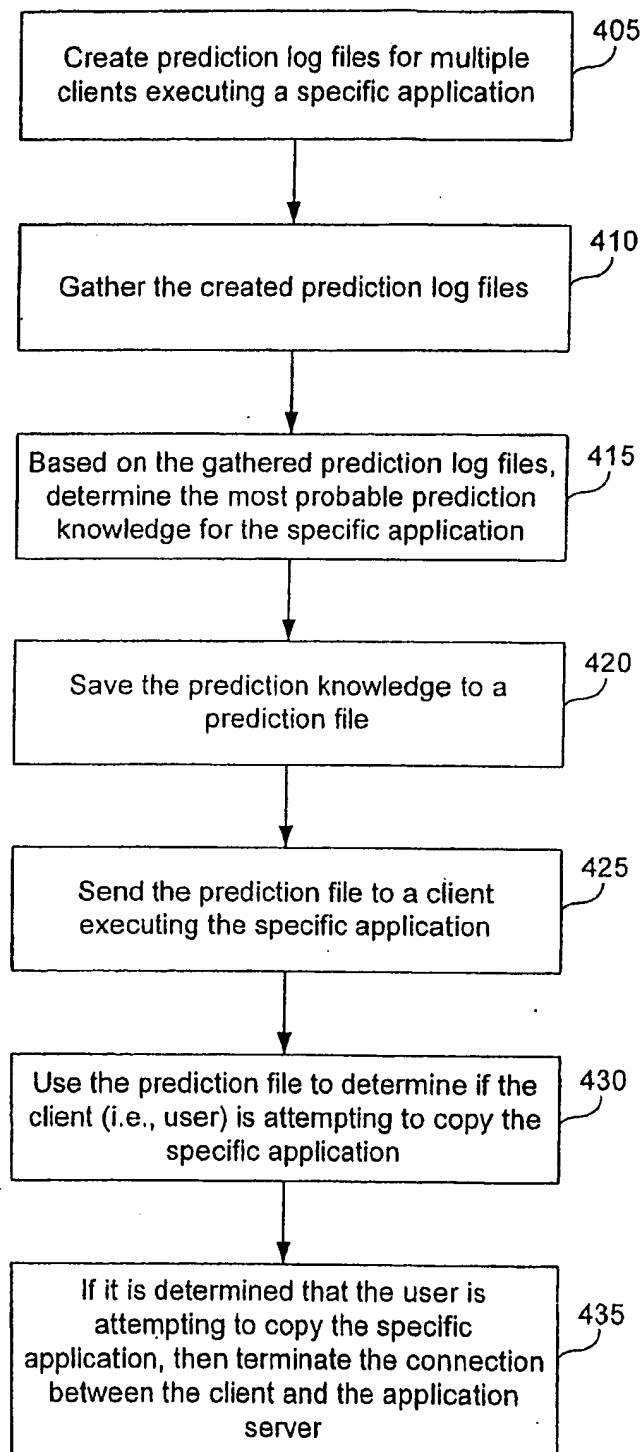 405
Create prediction log files for multiple
clients executing a specific application
410
Gather the created prediction log files
415
Based on the gathered prediction log files,
determine the most probable prediction
knowledge for the specific application
420
Save the prediction knowledge to a
prediction file
425
Send the prediction file to a client
executing the specific application
430
Use the prediction file to determine if the
client (i.e., user) is attempting to copy the
specific application
435
If it is determined that the user is
attempting to copy the specific
application, then terminate the connection
between the client and the application
server